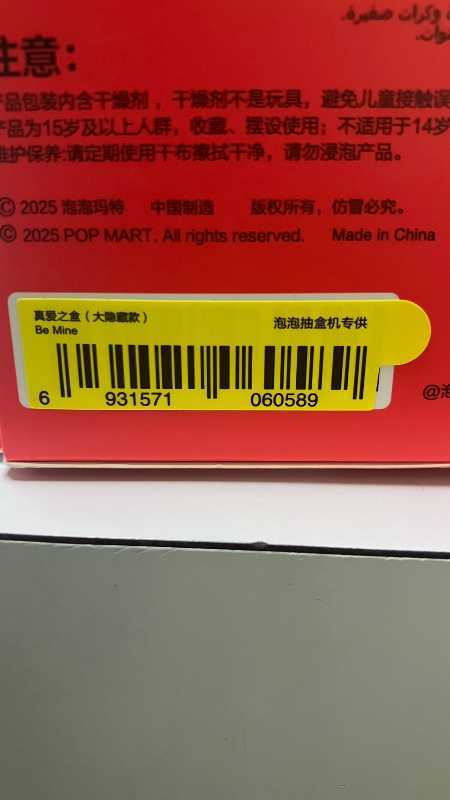 وكرات صغيرة.
注意：
产品包装内含干燥剂，干燥剂不是玩具，避免儿童接触误
产品为15岁及以上人群，收藏、摆设使用；不适用于14岁
维护保养:请定期使用干布擦拭干净，请勿浸泡产品。
© 2025 泡泡玛特 中国制造 版权所有，仿冒必究。
© 2025 POP MART. All rights reserved. Made in China
真爱之盒（大隐藏款）
Be Mine
泡泡抽盒机专供
6 931571 060589
@泡